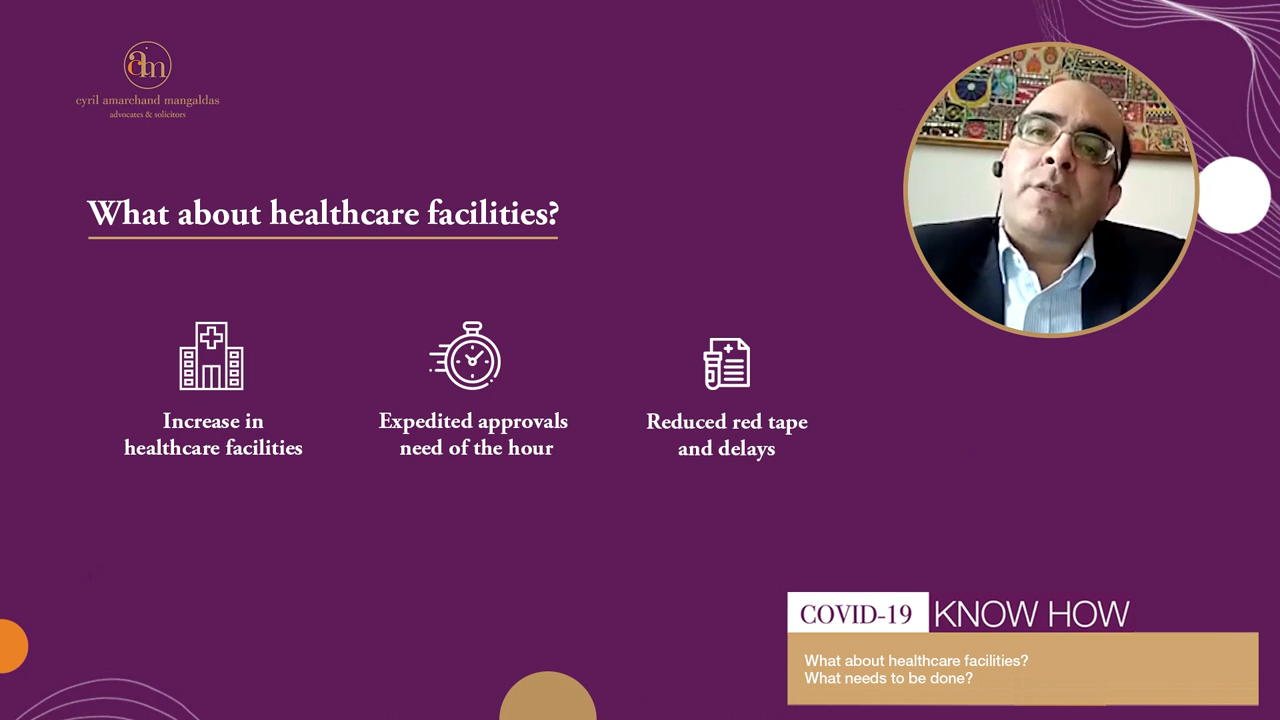 am
cyril amarchand mangaldas
advocates & solicitors
What about healthcare facilities?
Increase in
healthcare facilities
Expedited approvals
need of the hour
Reduced red tape
and delays
COVID-19 KNOW HOW
What about healthcare facilities?
What needs to be done?